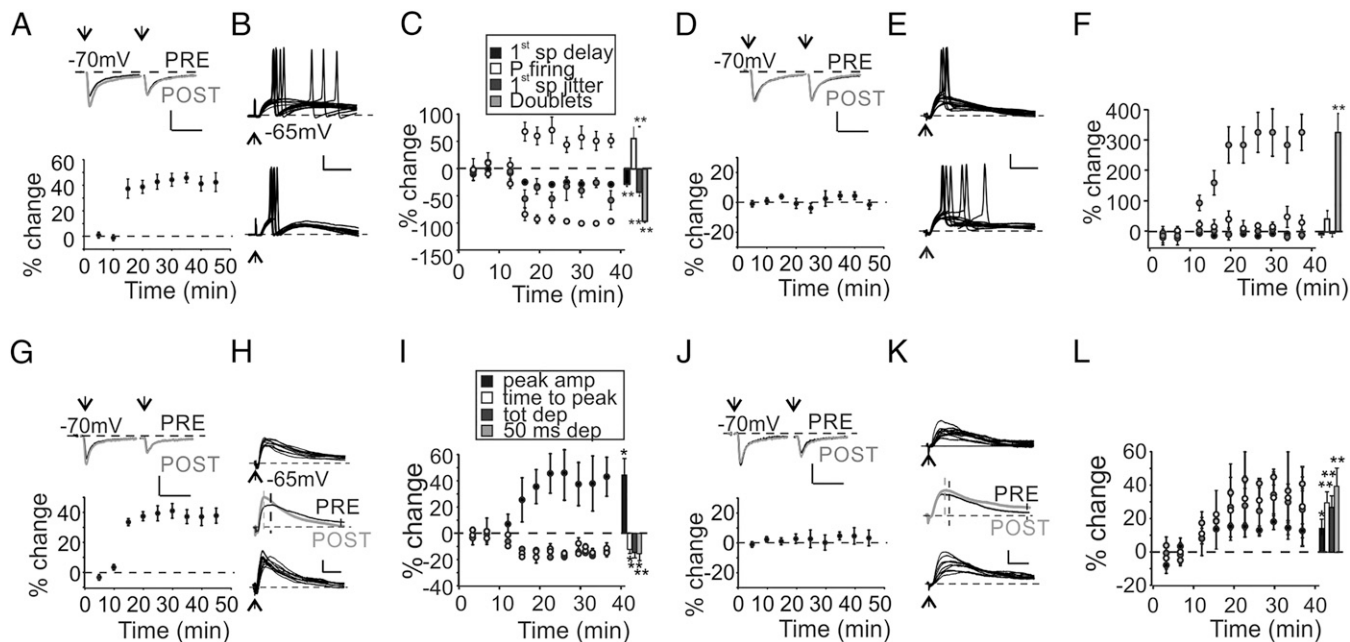 A
-70mV
PRE
POST
% change
60
40
20
0
0 10 20 30 40 50
Time (min)
B
-65mV
C
1st sp delay
P firing
1st sp jitter
Doublets
% change
100
50
0
-50
-100
-150
**
**
**
**
0 10 20 30 40
Time (min)
D
-70mV
PRE
POST
% change
20
0
-20
0 10 20 30 40 50
Time (min)
E
F
% change
400
300
200
100
0
**
0 10 20 30 40
Time (min)
G
-70mV
PRE
POST
% change
40
20
0
0 10 20 30 40 50
Time (min)
H
-65mV
PRE
POST
I
peak amp
time to peak
tot dep
50 ms dep
% change
60
40
20
0
-20
-40
*
**
**
**
0 10 20 30 40
Time (min)
J
-70mV
PRE
POST
% change
20
0
-20
0 10 20 30 40 50
Time (min)
K
PRE
POST
L
% change
60
40
20
0
-20
*
**
**
**
0 10 20 30 40
Time (min)